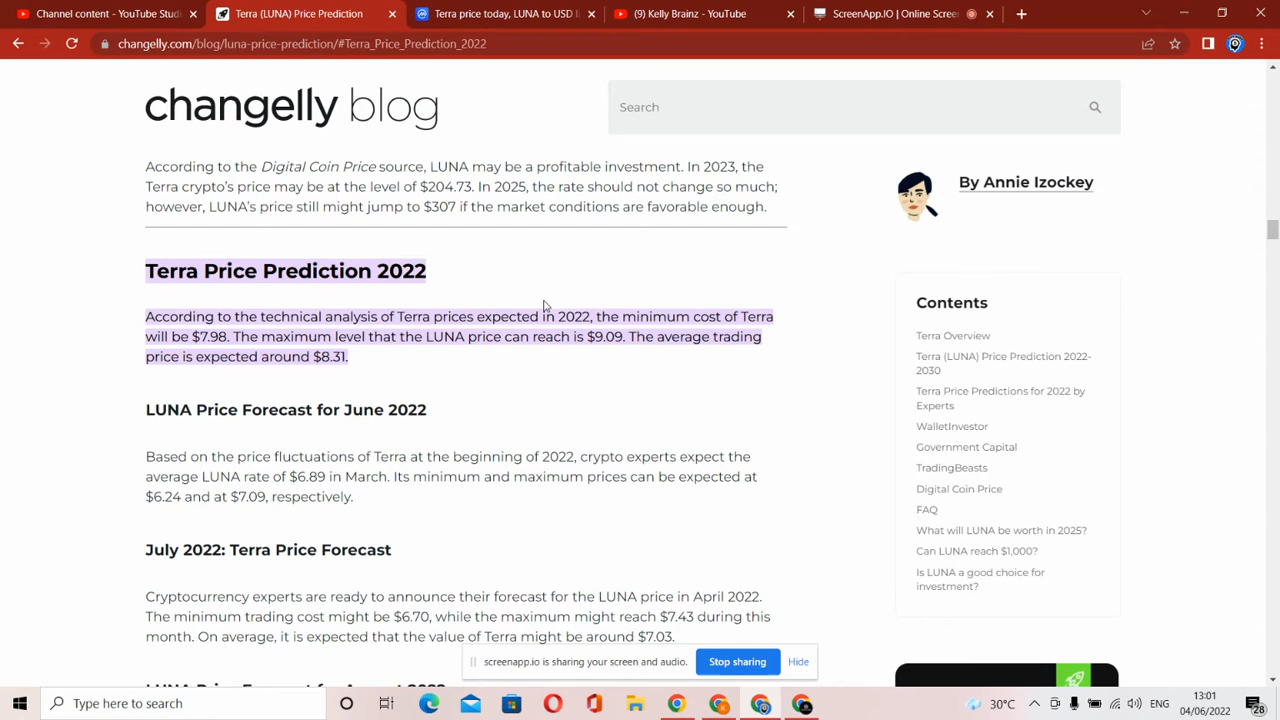 Channel content - YouTube Studi
Terra (LUNA) Price Prediction
Terra price today, LUNA to USD li
(9) Kelly Brainz - YouTube
ScreenApp.IO | Online Scree
changelly.com/blog/luna-price-prediction/#Terra_Price_Prediction_2022
changelly blog
Search
According to the Digital Coin Price source, LUNA may be a profitable investment. In 2023, the
Terra crypto's price may be at the level of $204.73. In 2025, the rate should not change so much;
however, LUNA's price still might jump to $307 if the market conditions are favorable enough.
By Annie Izockey
Terra Price Prediction 2022
According to the technical analysis of Terra prices expected in 2022, the minimum cost of Terra
will be $7.98. The maximum level that the LUNA price can reach is $9.09. The average trading
price is expected around $8.31.
LUNA Price Forecast for June 2022
Based on the price fluctuations of Terra at the beginning of 2022, crypto experts expect the
average LUNA rate of $6.89 in March. Its minimum and maximum prices can be expected at
$6.24 and at $7.09, respectively.
July 2022: Terra Price Forecast
Cryptocurrency experts are ready to announce their forecast for the LUNA price in April 2022.
The minimum trading cost might be $6.70, while the maximum might reach $7.43 during this
month. On average, it is expected that the value of Terra might be around $7.03.
Contents
Terra Overview
Terra (LUNA) Price Prediction 2022-
2030
Terra Price Predictions for 2022 by
Experts
WalletInvestor
Government Capital
TradingBeasts
Digital Coin Price
FAQ
What will LUNA be worth in 2025?
Can LUNA reach $1,000?
Is LUNA a good choice for
investment?
screenapp.io is sharing your screen and audio.
Stop sharing
Hide
Type here to search
30°C
ENG
13:01
04/06/2022
28